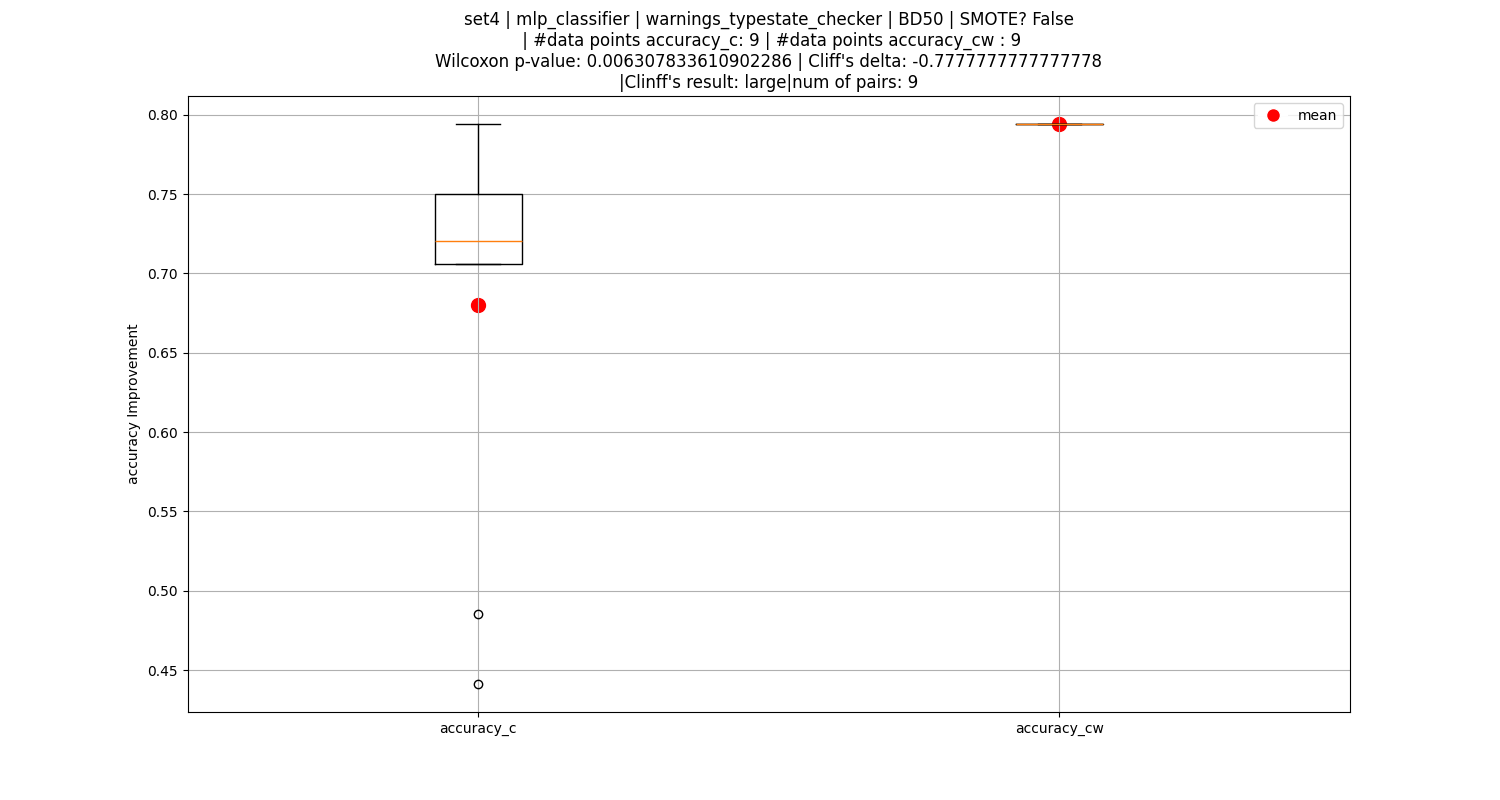 set4 | mlp_classifier | warnings_typestate_checker | BD50 | SMOTE? False
| #data points accuracy_c: 9 | #data points accuracy_cw : 9
Wilcoxon p-value: 0.006307833610902286 | Cliff's delta: -0.7777777777777778
|Clinff's result: large|num of pairs: 9
mean
accuracy Improvement
0.80
0.75
0.70
0.65
0.60
0.55
0.50
0.45
accuracy_c
accuracy_cw